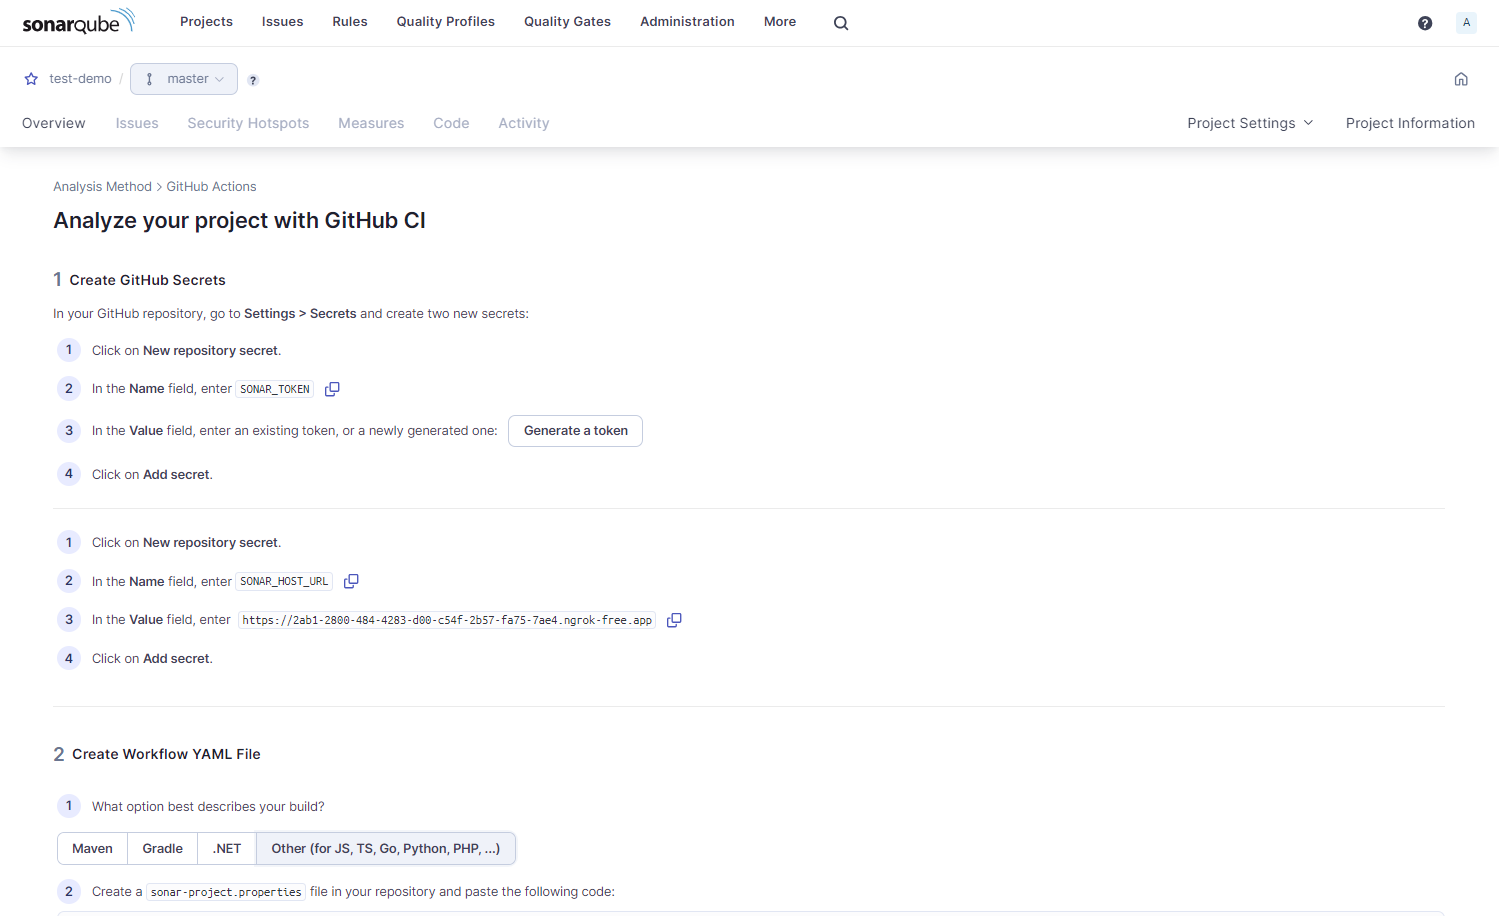 sonarqube Projects Issues Rules Quality Profiles Quality Gates Administration More ? A
test-demo / master ?
Overview Issues Security Hotspots Measures Code Activity Project Settings Project Information
Analysis Method > GitHub Actions
Analyze your project with GitHub CI
1 Create GitHub Secrets
In your GitHub repository, go to Settings > Secrets and create two new secrets:
1 Click on New repository secret.
2 In the Name field, enter SONAR_TOKEN
3 In the Value field, enter an existing token, or a newly generated one: Generate a token
4 Click on Add secret.
1 Click on New repository secret.
2 In the Name field, enter SONAR_HOST_URL
3 In the Value field, enter https://2ab1-2800-484-4283-d00-c54f-2b57-fa75-7ae4.ngrok-free.app
4 Click on Add secret.
2 Create Workflow YAML File
1 What option best describes your build?
Maven Gradle .NET Other (for JS, TS, Go, Python, PHP, ...)
2 Create a sonar-project.properties file in your repository and paste the following code: